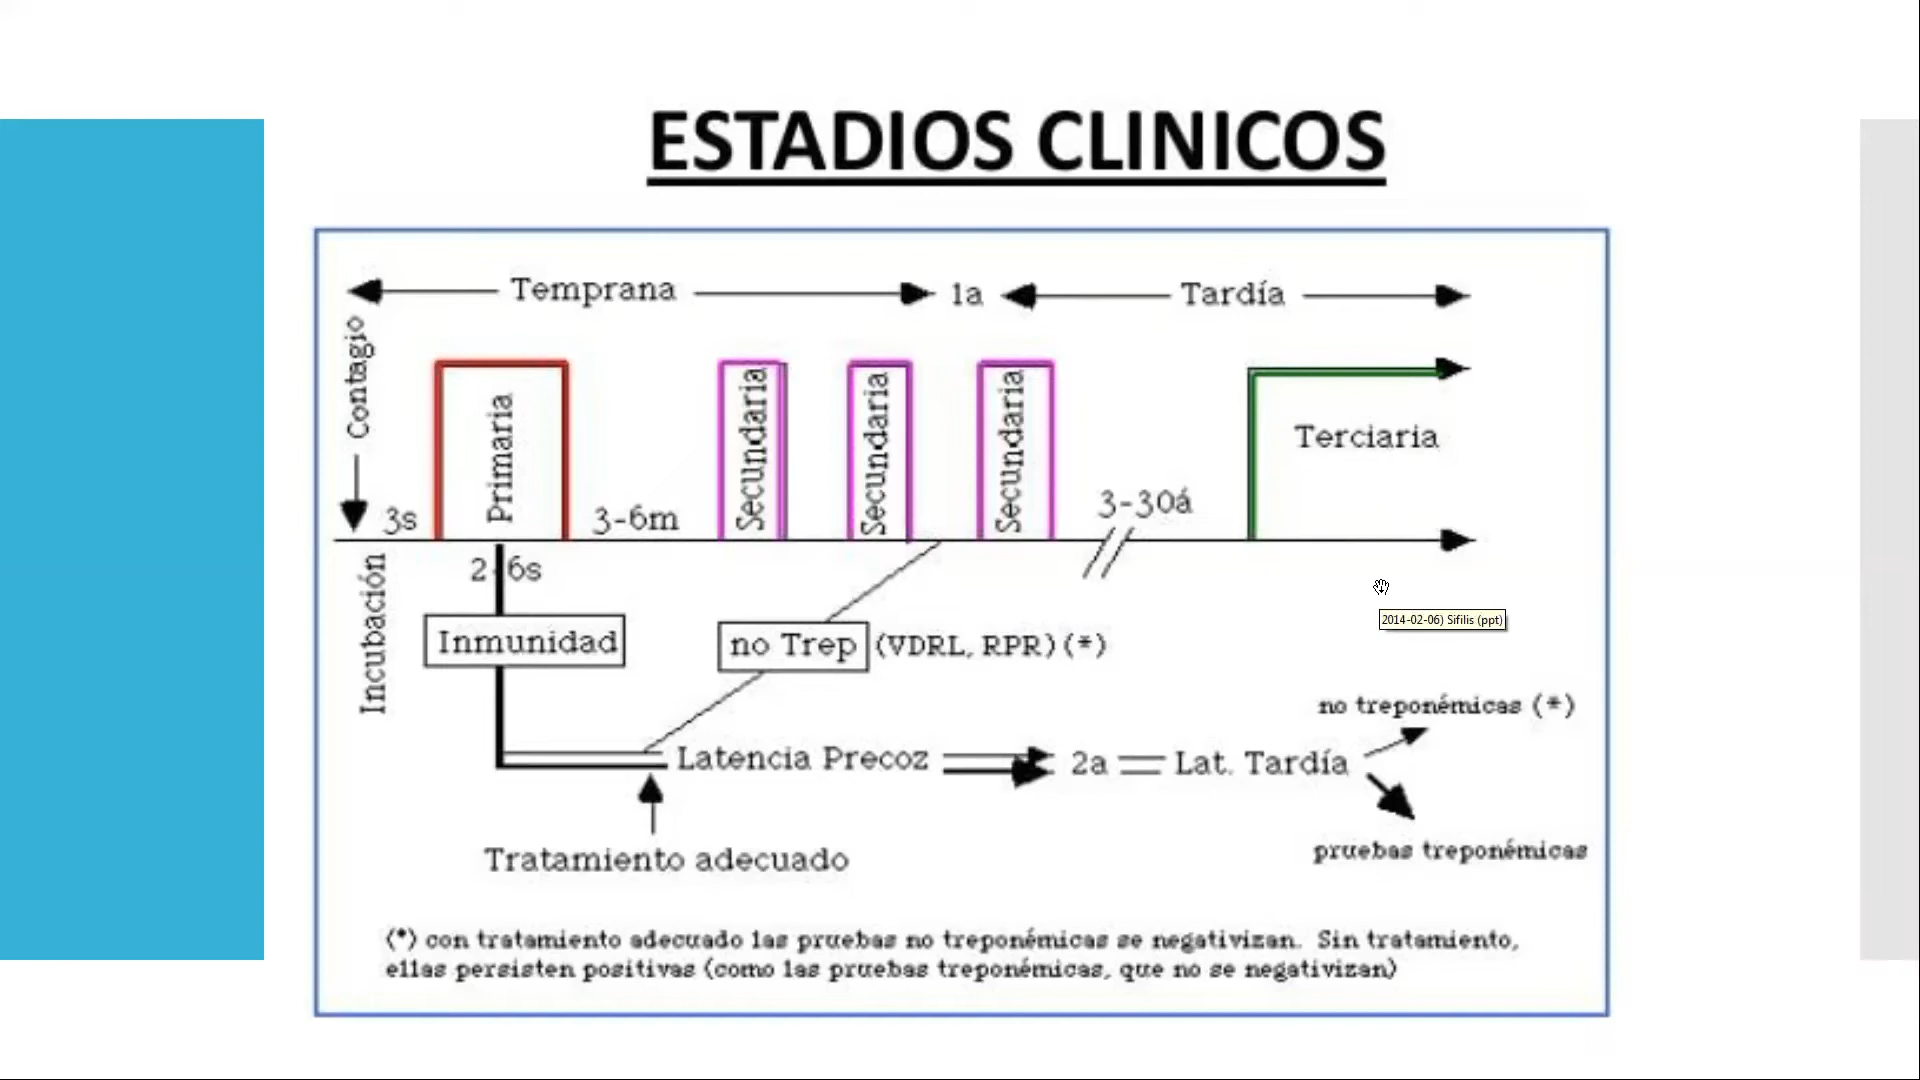 ESTADIOS CLINICOS
Temprana
1a
Tardía
Contagio
Primaria
Secundaria
Secundaria
Secundaria
Terciaria
3s
3-6m
3-30á
Incubación
2-6s
Inmunidad
no Trep (VDRL, RPR) (*)
2014-02-06) Sifilis (ppt)
no treponémicas (*)
Latencia Precoz
2a
Lat. Tardía
pruebas treponémicas
Tratamiento adecuado
(*) con tratamiento adecuado las pruebas no treponémicas se negativizan. Sin tratamiento,
ellas persisten positivas (como las pruebas treponémicas, que no se negativizan)